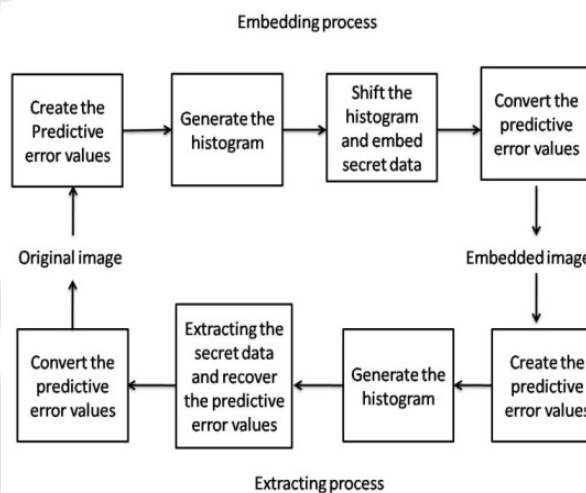 Embedding process
Create the
Predictive
error values
Generate the
histogram
Shift the
histogram
and embed
secret data
Convert the
predictive
error values
Original image
Embedded image
Convert the
predictive
error values
Extracting the
secret data
and recover
the predictive
error values
Generate the
histogram
Create the
predictive
error values
Extracting process